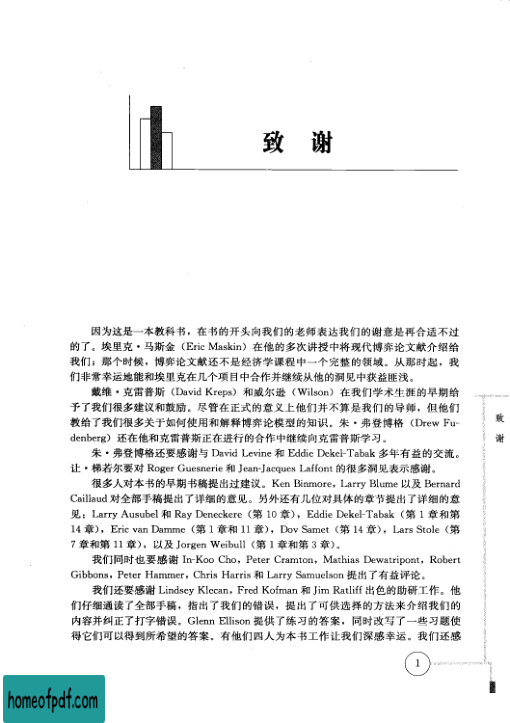 致 谢
因为这是一本教科书，在书的开头向我们的老师表达我们的谢意是再合适不过
的了。埃里克·马斯金（Eric Maskin）在他的多次讲授中将现代博弈论文献介绍给
我们；那个时候，博弈论文献还不是经济学课程中一个完整的领域。从那时起，我
们非常幸运地能和埃里克在几个项目中合作并继续从他的洞见中获益匪浅。
戴维·克雷普斯（David Kreps）和威尔逊（Wilson）在我们学术生涯的早期给
予了我们很多建议和鼓励。尽管在正式的意义上他们并不算是我们的导师，但他们
教给了我们很多关于如何使用和解释博弈论模型的知识。朱·弗登博格（Drew Fu-
denberg）还在他和克雷普斯正在进行的合作中继续向克雷普斯学习。
朱·弗登博格还要感谢与 David Levine 和 Eddie Dekel-Tabak 多年有益的交流。
让·梯若尔要对 Roger Guesnerie 和 Jean-Jacques Laffont 的很多洞见表示感谢。
很多人对本书的早期书稿提出过建议。Ken Binmore, Larry Blume 以及 Bernard
Caillaud 对全部手稿提出了详细的意见。另外还有几位对具体的章节提出了详细的意
见；Larry Ausubel 和 Ray Deneckere（第 10 章），Eddie Dekel-Tabak（第 1 章和第
14 章），Eric van Damme（第 1 章和 11 章），Dov Samet（第 14 章），Lars Stole（第
7 章和第 11 章），以及 Jorgen Weibull（第 1 章和第 3 章）。
我们同时也要感谢 In-Koo Cho，Peter Cramton，Mathias Dewatripont，Robert
Gibbons，Peter Hammer，Chris Harris 和 Larry Samuelson 提出了有益评论。
我们还要感谢 Lindsey Klecan，Fred Kofman 和 Jim Ratliff 出色的助研工作。他
们仔细通读了全部手稿，指出了我们的错误，提出了可供选择的方法来介绍我们的
内容并纠正了打字错误。Glenn Ellison 提供了练习的答案，同时改写了一些习题使
得它们可以得到所希望的答案。有他们四人为本书工作让我们深感幸运。我们还感
致
谢
1
homeofpdf.com